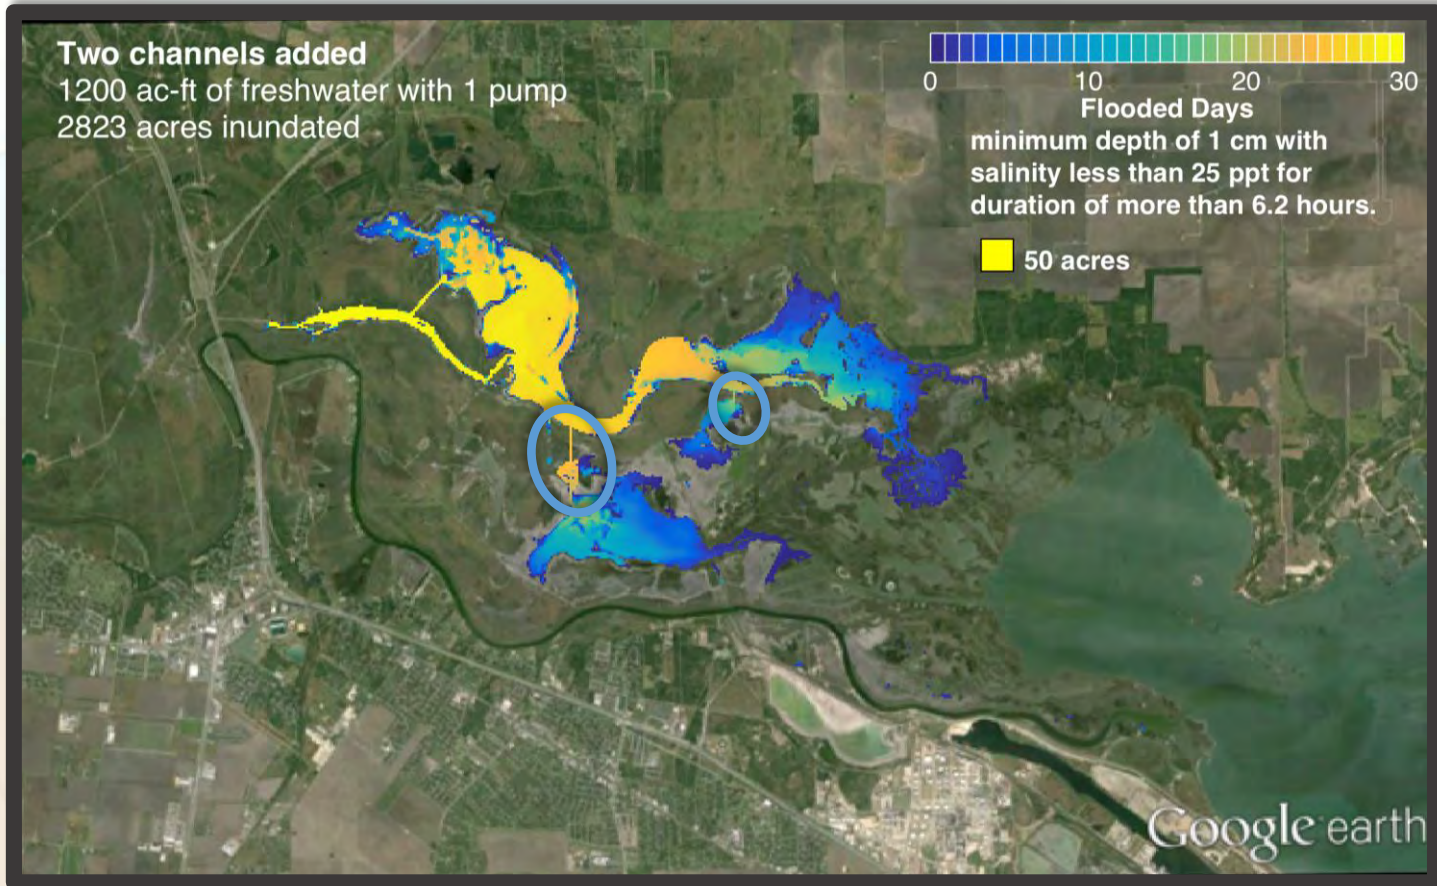 Two channels added
1200 ac-ft of freshwater with 1 pump
2823 acres inundated
0 10 20 30
Flooded Days
minimum depth of 1 cm with
salinity less than 25 ppt for
duration of more than 6.2 hours.
50 acres
Google earth